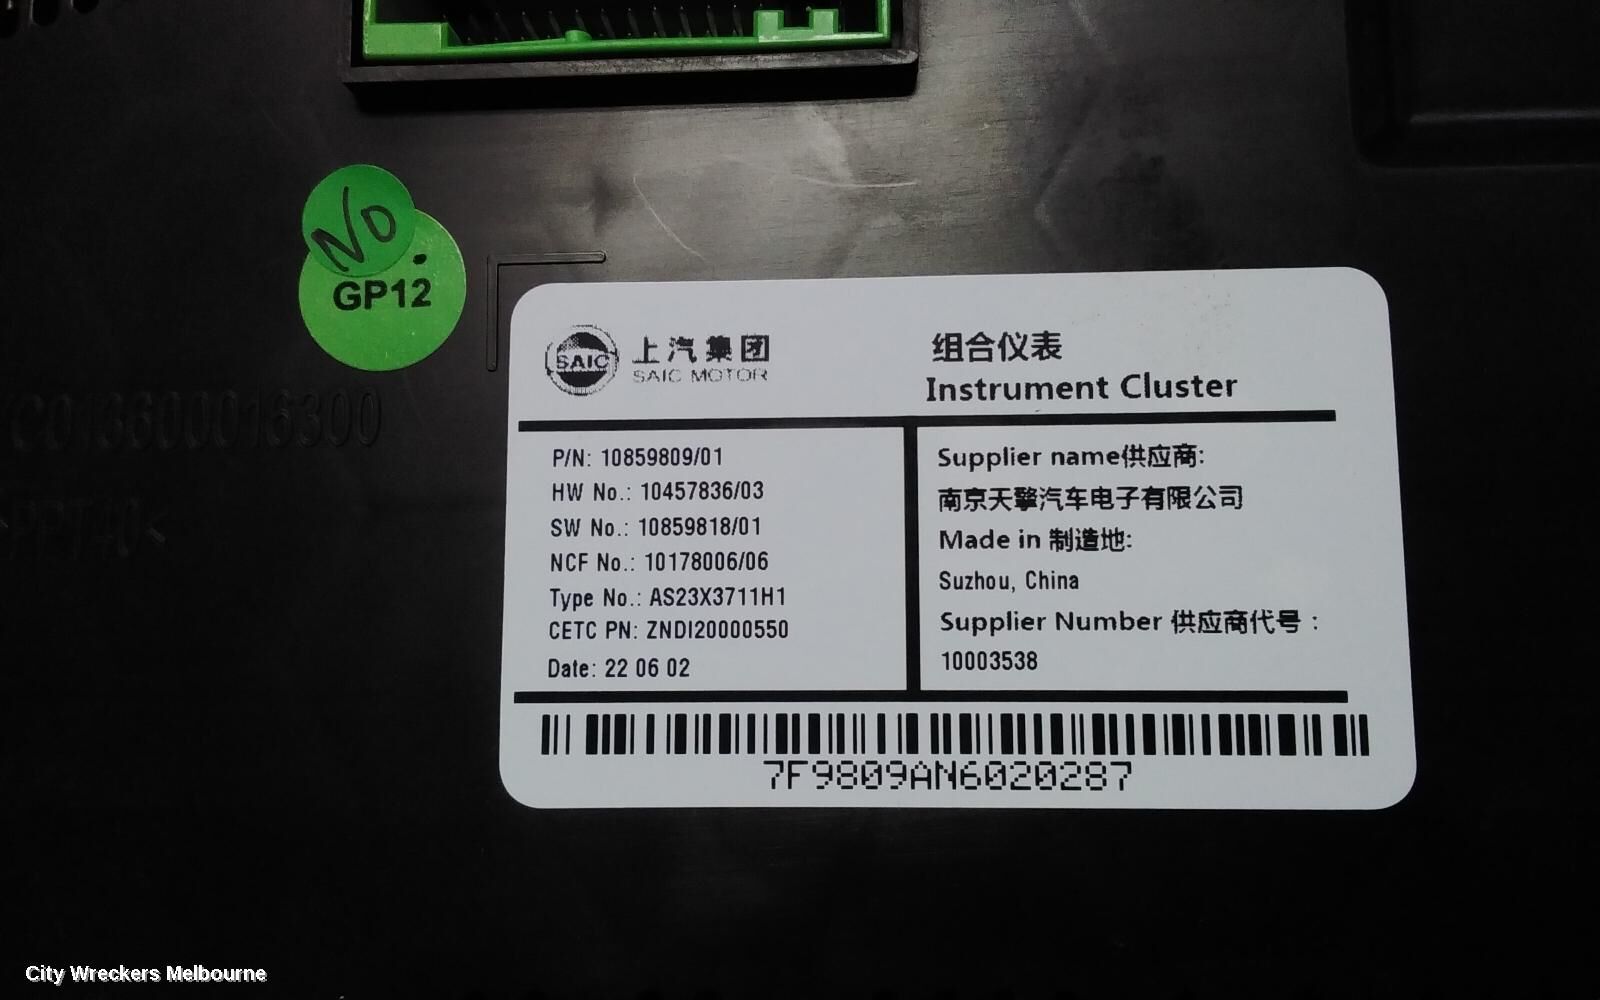 NO
GP12
C013600016300
>PPT40<
SAIC
上汽集团
SAIC MOTOR
组合仪表
Instrument Cluster
P/N: 10859809/01
HW No.: 10457836/03
SW No.: 10859818/01
NCF No.: 10178006/06
Type No.: AS23X3711H1
CETC PN: ZNDI20000550
Date: 22 06 02
Supplier name供应商:
南京天擎汽车电子有限公司
Made in 制造地:
Suzhou, China
Supplier Number 供应商代号：
10003538
7F9809AN6020287
City Wreckers Melbourne